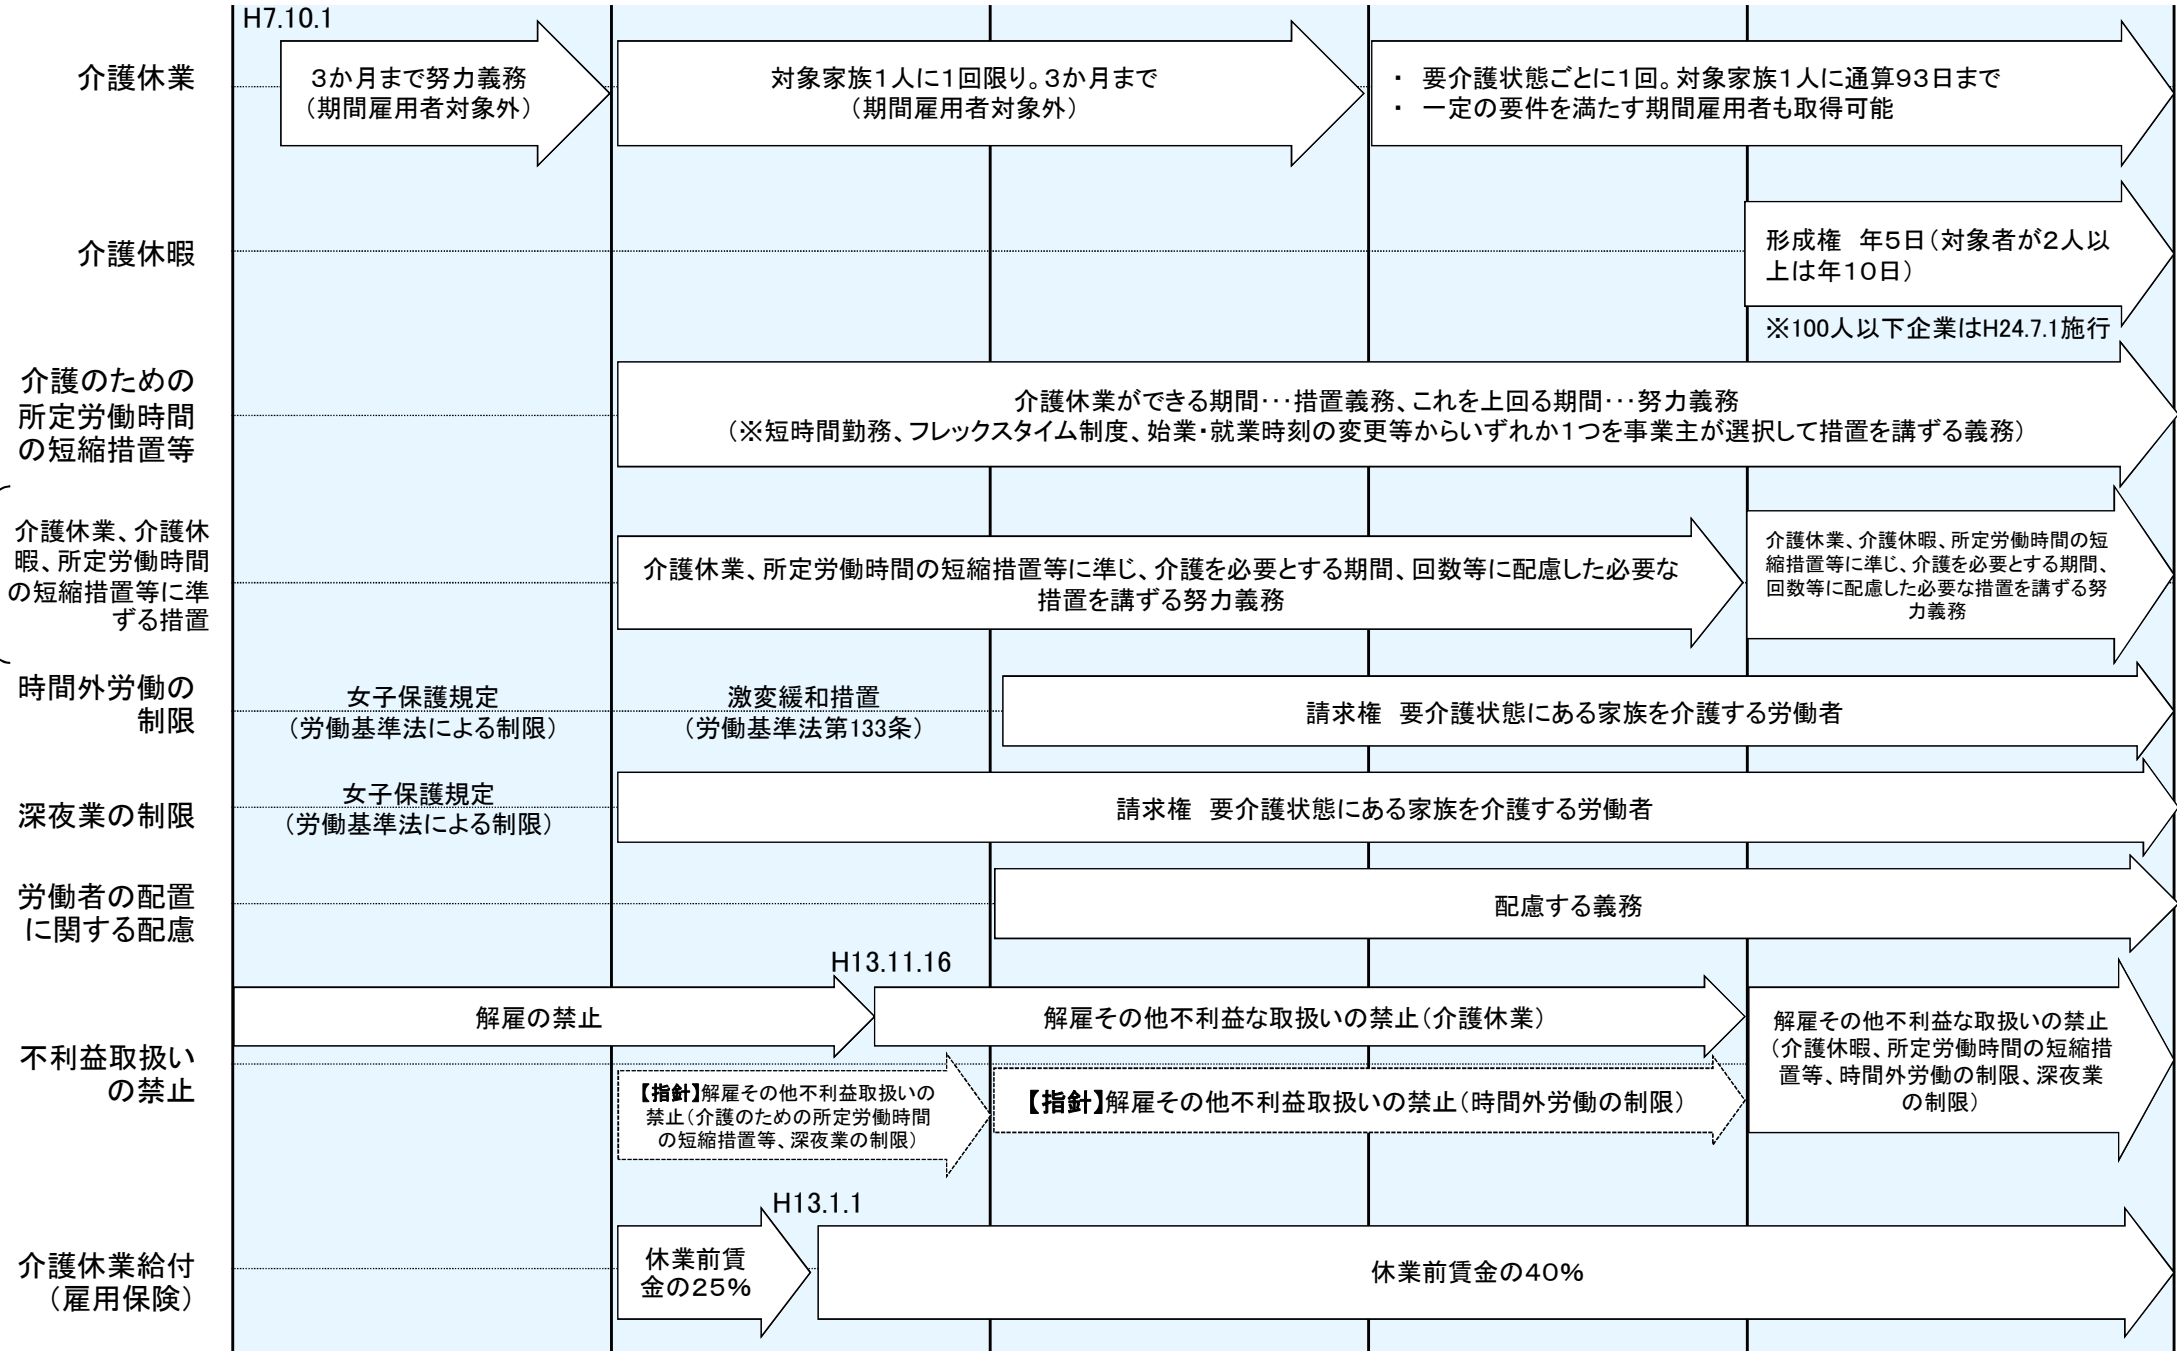 H7.10.1
介護休業
3か月まで努力義務
（期間雇用者対象外）
対象家族1人に1回限り。3か月まで
（期間雇用者対象外）
・ 要介護状態ごとに1回。対象家族1人に通算93日まで
・ 一定の要件を満たす期間雇用者も取得可能
介護休暇
形成権 年5日（対象者が2人以
上は年10日）
※100人以下企業はH24.7.1施行
介護のための
所定労働時間
の短縮措置等
介護休業ができる期間･･･措置義務、これを上回る期間･･･努力義務
（※短時間勤務、フレックスタイム制度、始業・就業時刻の変更等からいずれか1つを事業主が選択して措置を講ずる義務）
介護休業、介護休
暇、所定労働時間
の短縮措置等に準
ずる措置
介護休業、所定労働時間の短縮措置等に準じ、介護を必要とする期間、回数等に配慮した必要な
措置を講ずる努力義務
介護休業、介護休暇、所定労働時間の短
縮措置等に準じ、介護を必要とする期間、
回数等に配慮した必要な措置を講ずる努
力義務
時間外労働の
制限
女子保護規定
（労働基準法による制限）
激変緩和措置
（労働基準法第133条）
請求権 要介護状態にある家族を介護する労働者
深夜業の制限
女子保護規定
（労働基準法による制限）
請求権 要介護状態にある家族を介護する労働者
労働者の配置
に関する配慮
配慮する義務
H13.11.16
不利益取扱い
の禁止
解雇の禁止
解雇その他不利益な取扱いの禁止（介護休業）
解雇その他不利益な取扱いの禁止
（介護休暇、所定労働時間の短縮措
置等、時間外労働の制限、深夜業
の制限）
【指針】解雇その他不利益取扱いの
禁止（介護のための所定労働時間
の短縮措置等、深夜業の制限）
【指針】解雇その他不利益取扱いの禁止（時間外労働の制限）
H13.1.1
介護休業給付
（雇用保険）
休業前賃
金の25%
休業前賃金の40%